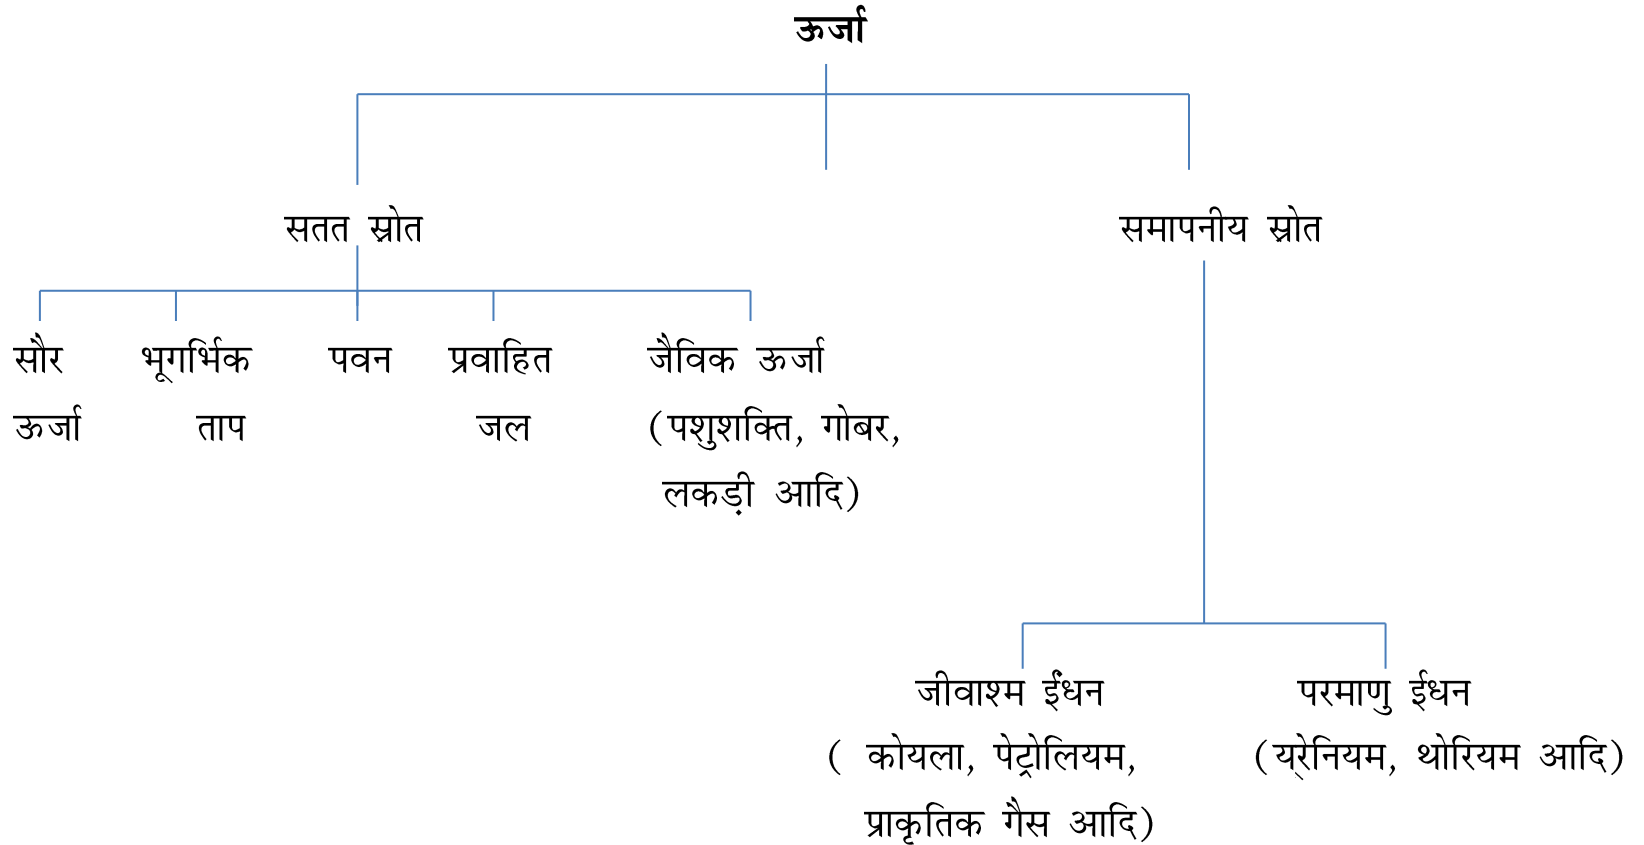 ऊर्जा
सतत स्रोत
समापनीय स्रोत
सौर ऊर्जा
भूगर्भिक ताप
पवन
प्रवाहित जल
जैविक ऊर्जा
(पशुशक्ति, गोबर,
लकड़ी आदि)
जीवाश्म ईंधन
( कोयला, पेट्रोलियम,
प्राकृतिक गैस आदि)
परमाणु ईधन
(य्रेनियम, थोरियम आदि)